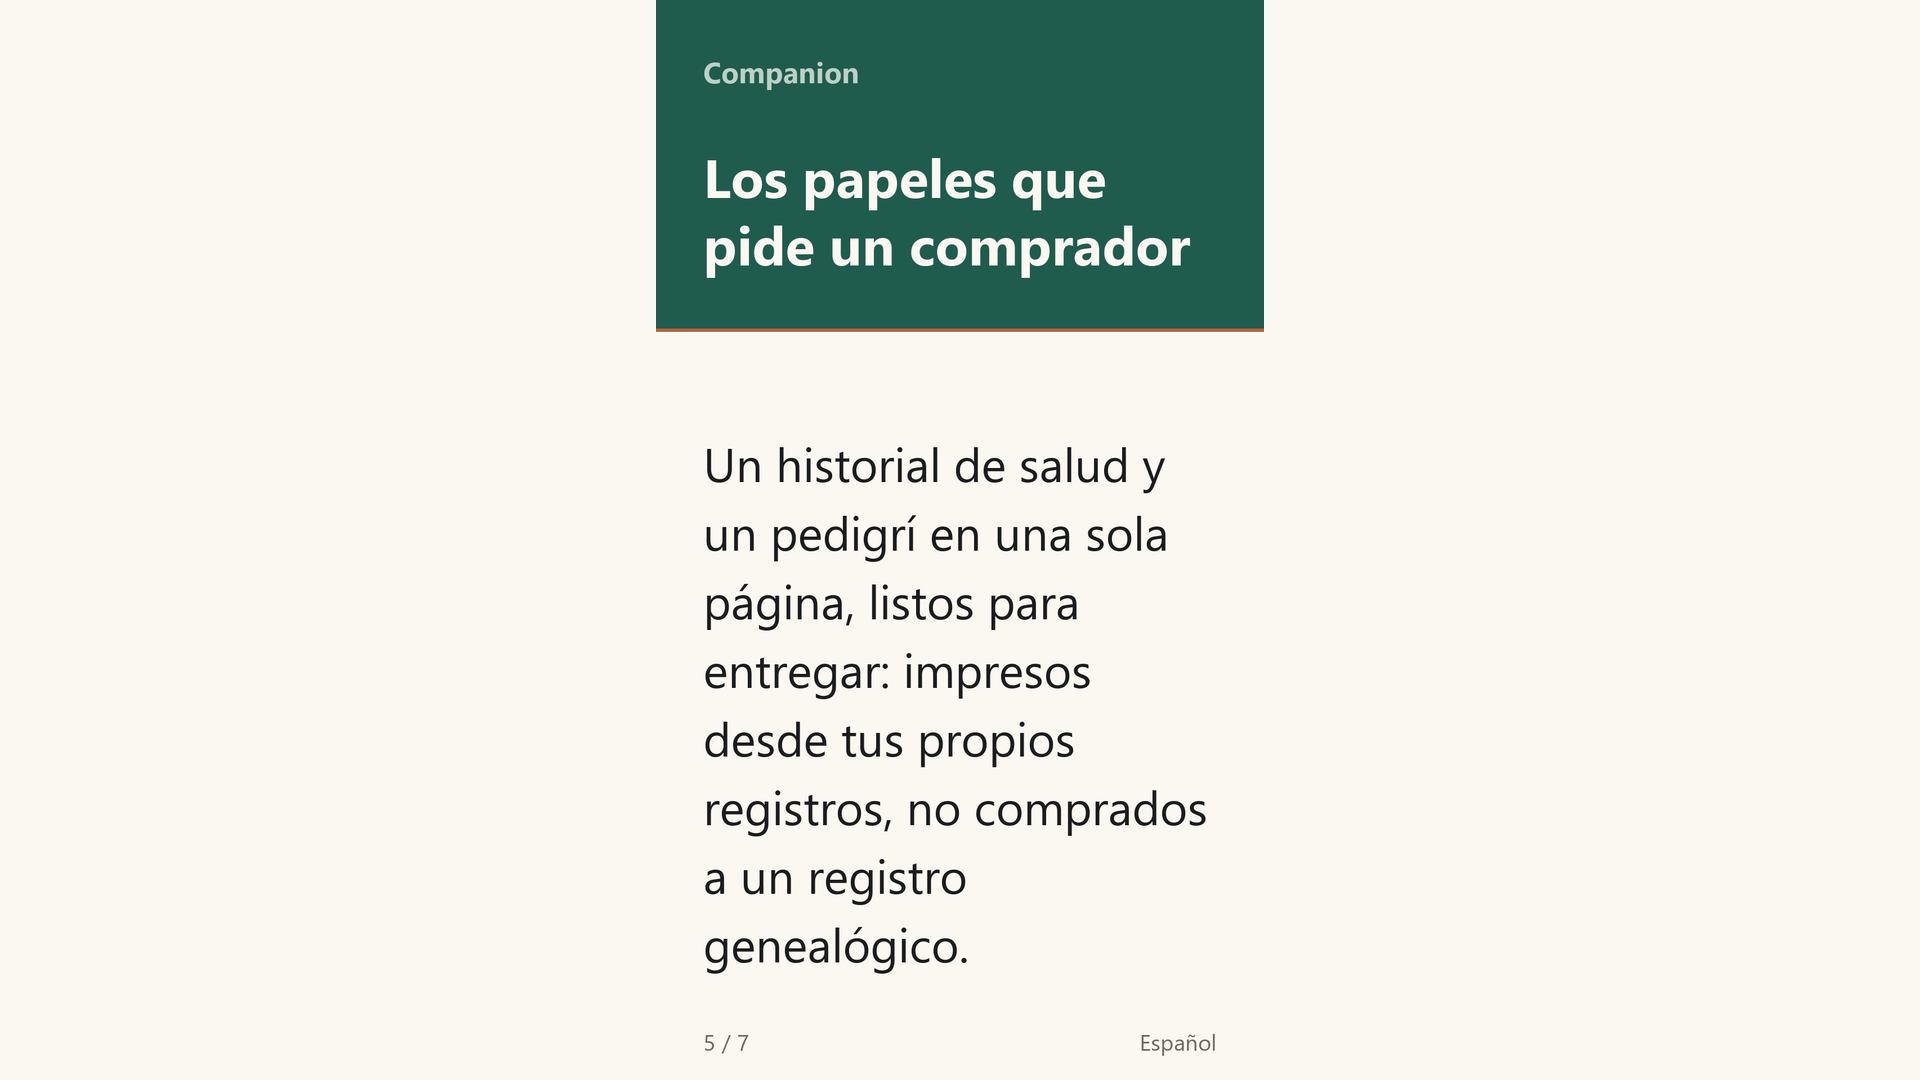 Companion
Los papeles que
pide un comprador
Un historial de salud y
un pedigrí en una sola
página, listos para
entregar: impresos
desde tus propios
registros, no comprados
a un registro
genealógico.
5 / 7
Español